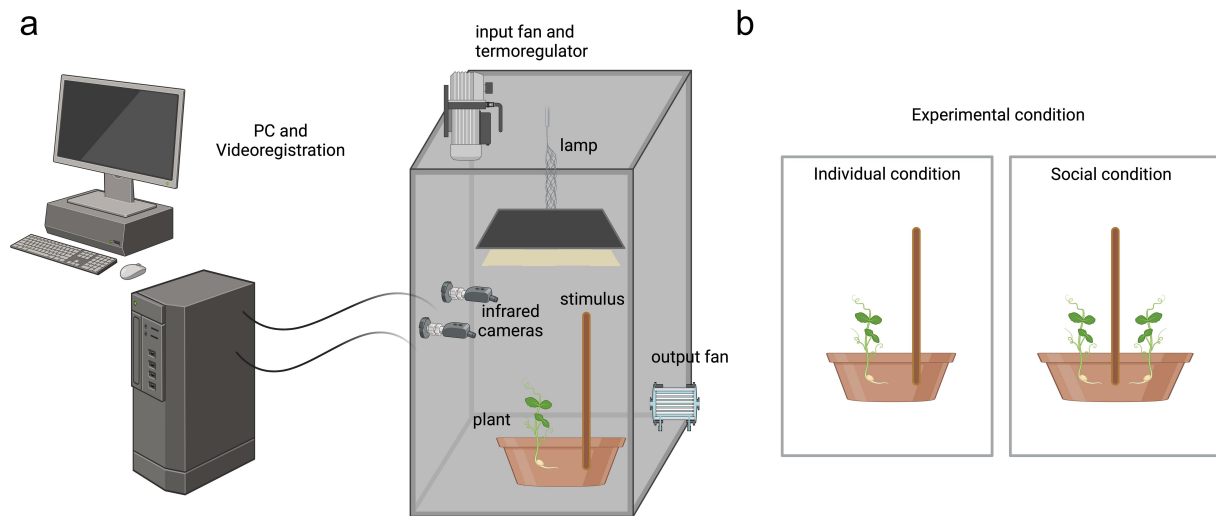 a
input fan and
termoregulator
PC and
Videoregistration
lamp
infrared
cameras
stimulus
output fan
plant
b
Experimental condition
Individual condition
Social condition